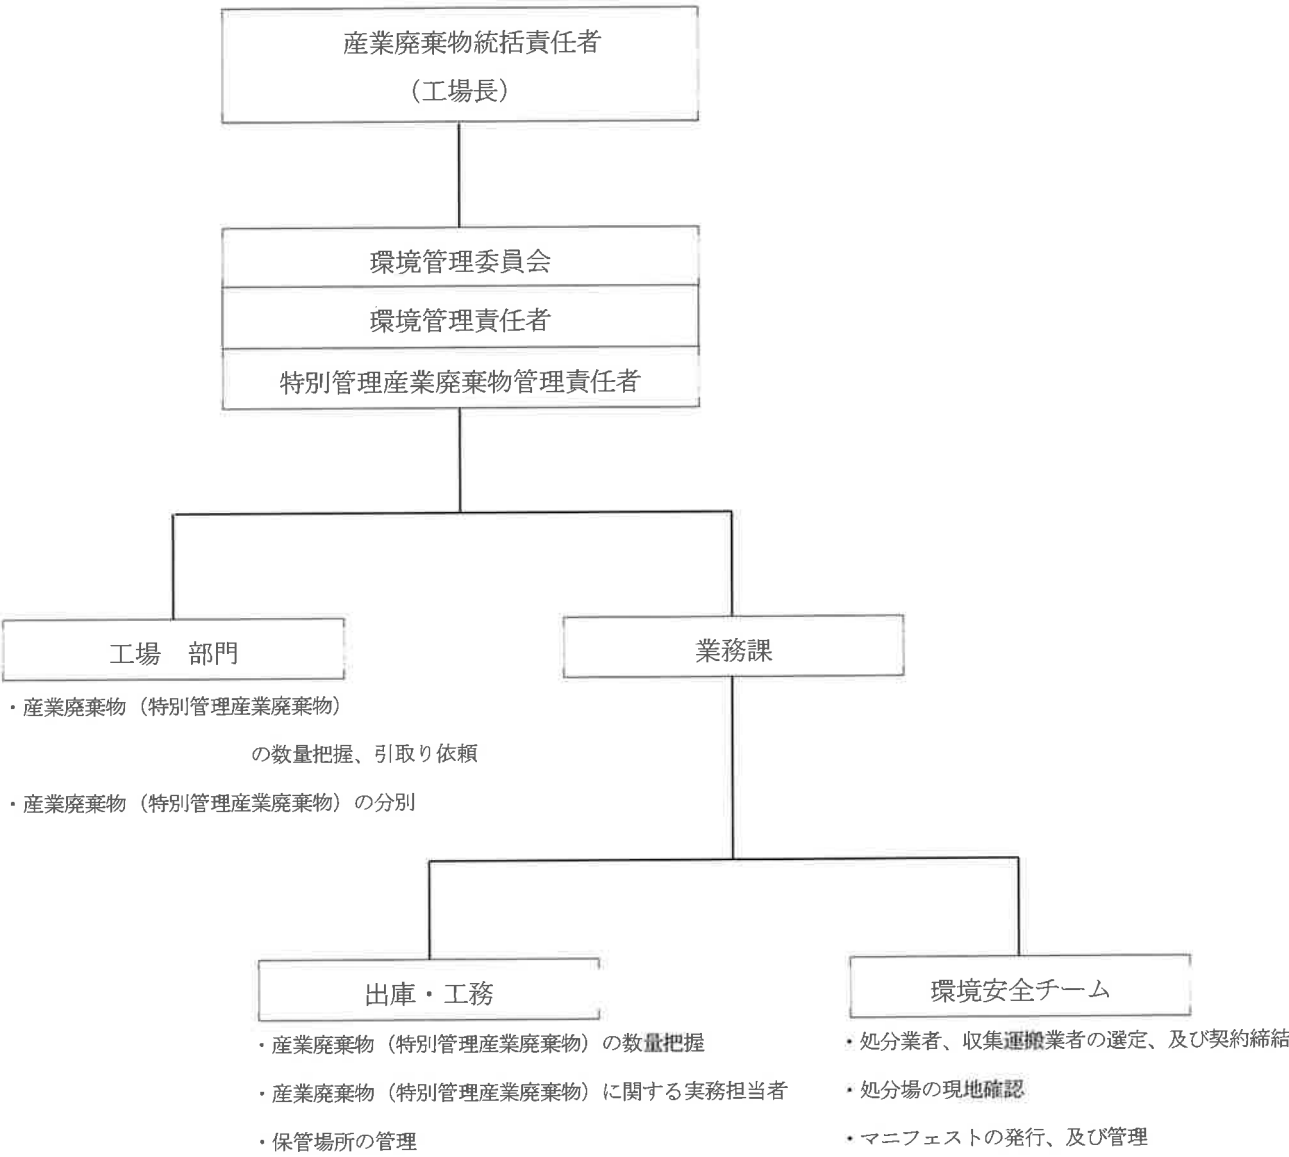 産業廃棄物統括責任者
（工場長）
環境管理委員会
環境管理責任者
特別管理産業廃棄物管理責任者
工場　部門
・産業廃棄物（特別管理産業廃棄物）
の数量把握、引取り依頼
・産業廃棄物（特別管理産業廃棄物）の分別
業務課
出庫・工務
・産業廃棄物（特別管理産業廃棄物）の数量把握
・産業廃棄物（特別管理産業廃棄物）に関する実務担当者
・保管場所の管理
環境安全チーム
・処分業者、収集運搬業者の選定、及び契約締結
・処分場の現地確認
・マニフェストの発行、及び管理